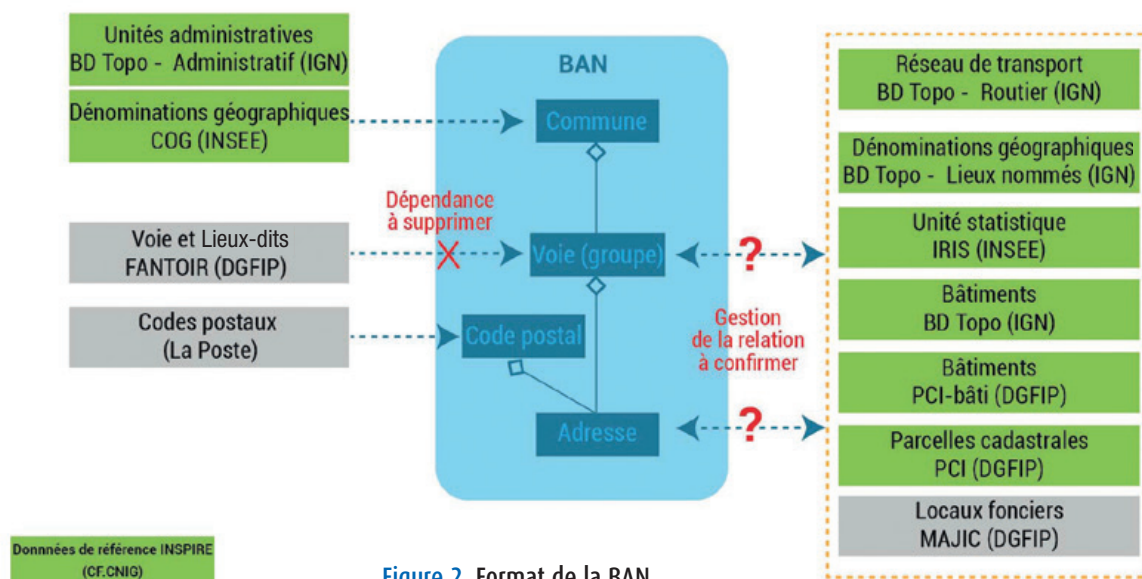 Unités administratives
BD Topo - Administratif (IGN)
Dénominations géographiques
COG (INSEE)
Voie et Lieux-dits
FANTOIR (DGFIP)
Codes postaux
(La Poste)
Dépendance
à supprimer
BAN
Commune
Voie (groupe)
Code postal
Adresse
?
Gestion
de la relation
à confirmer
?
Réseau de transport
BD Topo - Routier (IGN)
Dénominations géographiques
BD Topo - Lieux nommés (IGN)
Unité statistique
IRIS (INSEE)
Bâtiments
BD Topo (IGN)
Bâtiments
PCI-bâti (DGFIP)
Parcelles cadastrales
PCI (DGFIP)
Locaux fonciers
MAJIC (DGFIP)
Donnnées de référence INSPIRE
(CF.CNIG)
Figure 2. Format de la BAN